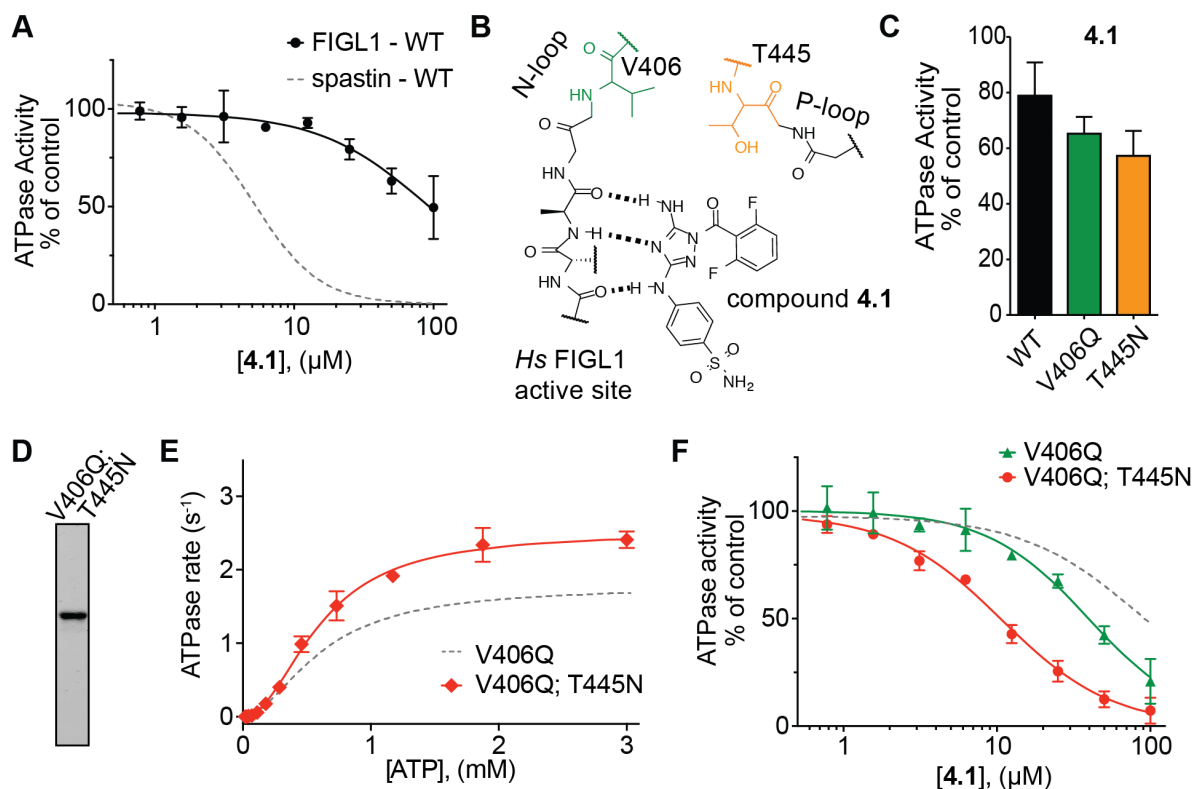 A
FIGL1 - WT
spastin - WT
ATPase Activity
% of control
100
50
0
1
10
100
[4.1], (µM)
B
N-loop
V406
T445
P-loop
O
HN
O
HN
O
HN
O
N
H
O
HN
O
HN
O
OH
NH
O
H
NH
N
N
N
O
F
F
H
N
S
O
O
NH2
compound 4.1
Hs FIGL1
active site
C
4.1
ATPase Activity
% of control
100
80
60
40
20
0
WT
V406Q
T445N
D
V406Q;
T445N
E
ATPase rate (s-1)
3
2
1
0
0
1
2
3
[ATP], (mM)
V406Q
V406Q; T445N
F
V406Q
V406Q; T445N
ATPase activity
% of control
100
50
0
1
10
100
[4.1], (µM)